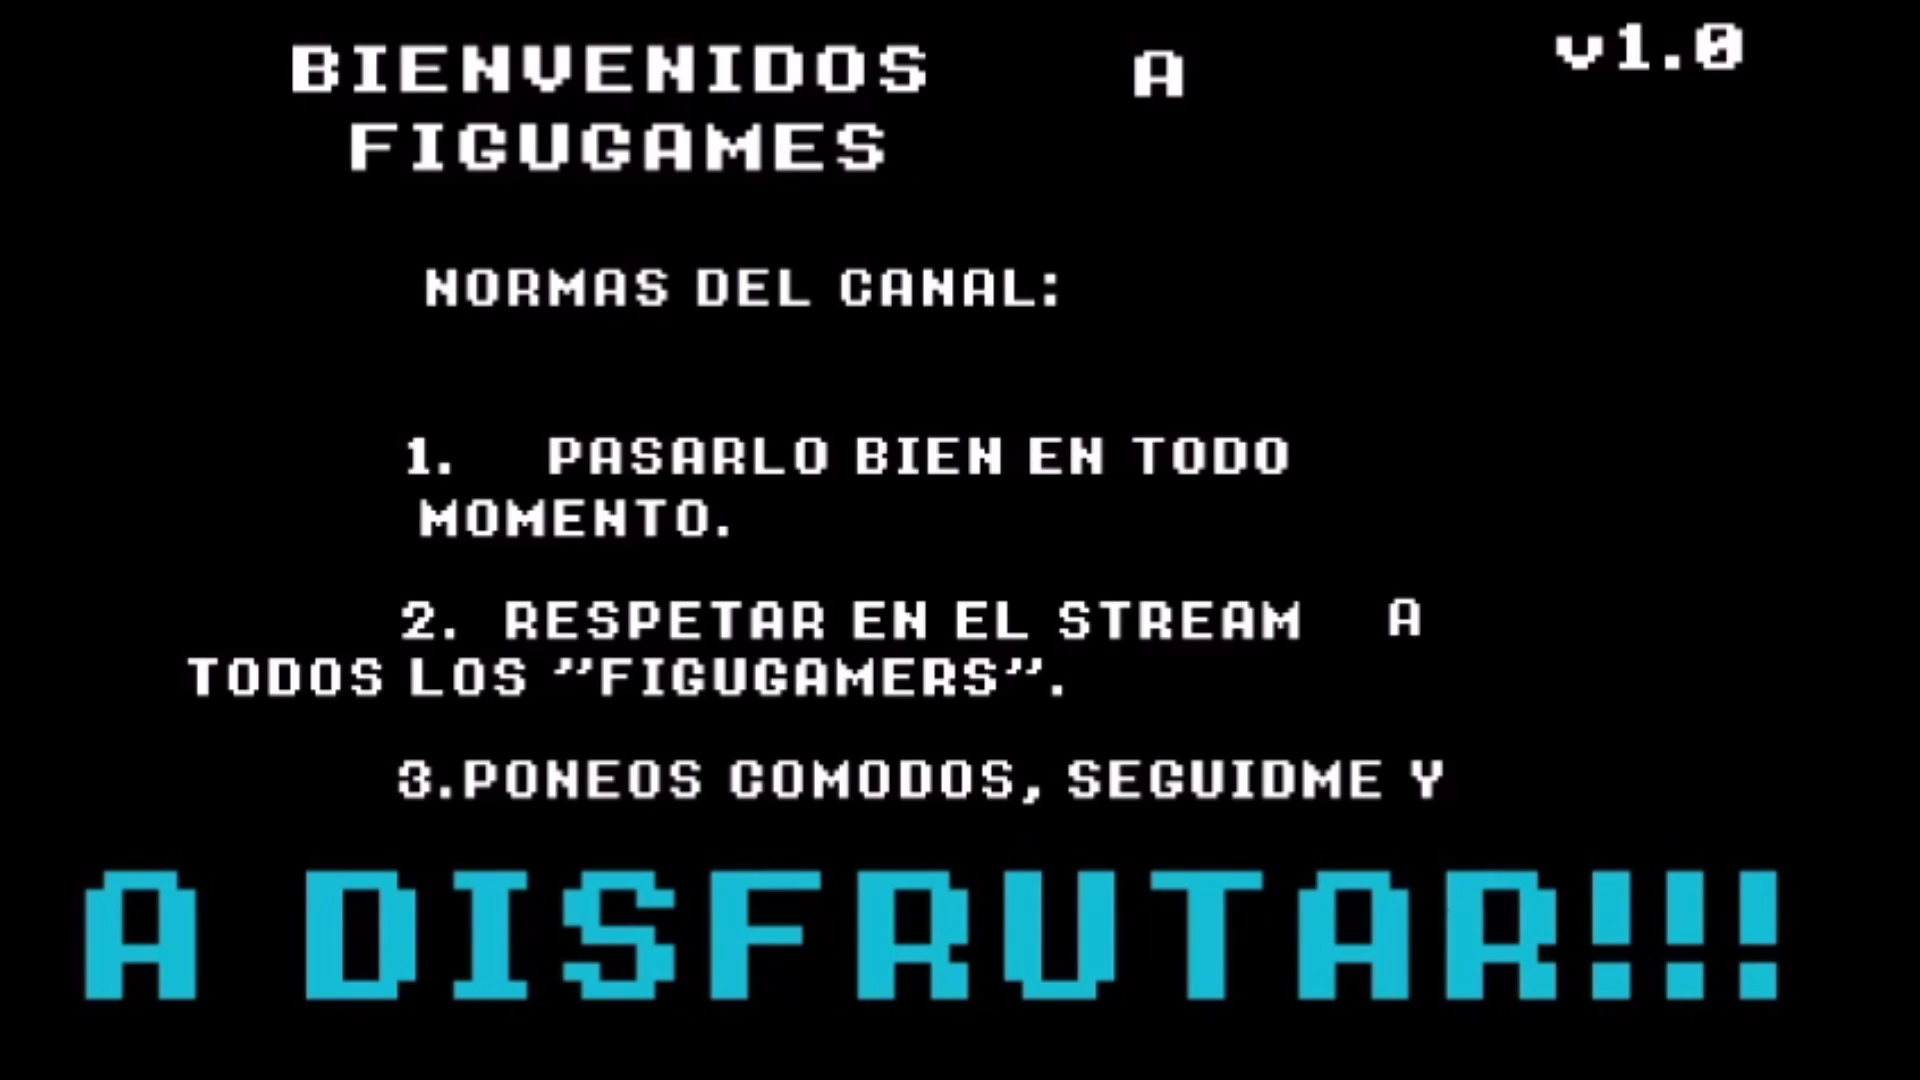 BIENVENIDOS A
v1.0
FIGUGAMES
NORMAS DEL CANAL:
1. PASARLO BIEN EN TODO
MOMENTO.
2. RESPETAR EN EL STREAM A
TODOS LOS "FIGUGAMERS".
3.PONEOS COMODOS, SEGUIDME Y
A DISFRUTAR!!!